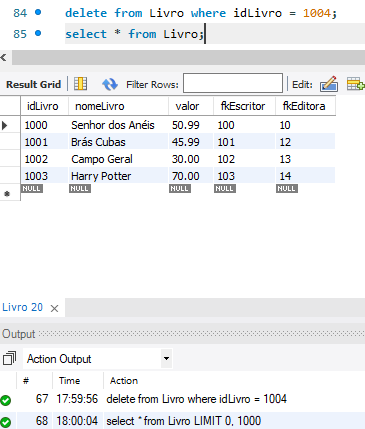 84 delete from Livro where idLivro = 1004;
85 select * from Livro;
Result Grid Filter Rows: Edit:
idLivro nomeLivro valor fkEscritor fkEditora
1000 Senhor dos Anéis 50.99 100 10
1001 Brás Cubas 45.99 101 12
1002 Campo Geral 30.00 102 13
1003 Harry Potter 70.00 103 14
NULL NULL NULL NULL NULL
Livro 20
Output
Action Output
# Time Action
67 17:59:56 delete from Livro where idLivro = 1004
68 18:00:04 select * from Livro LIMIT 0, 1000